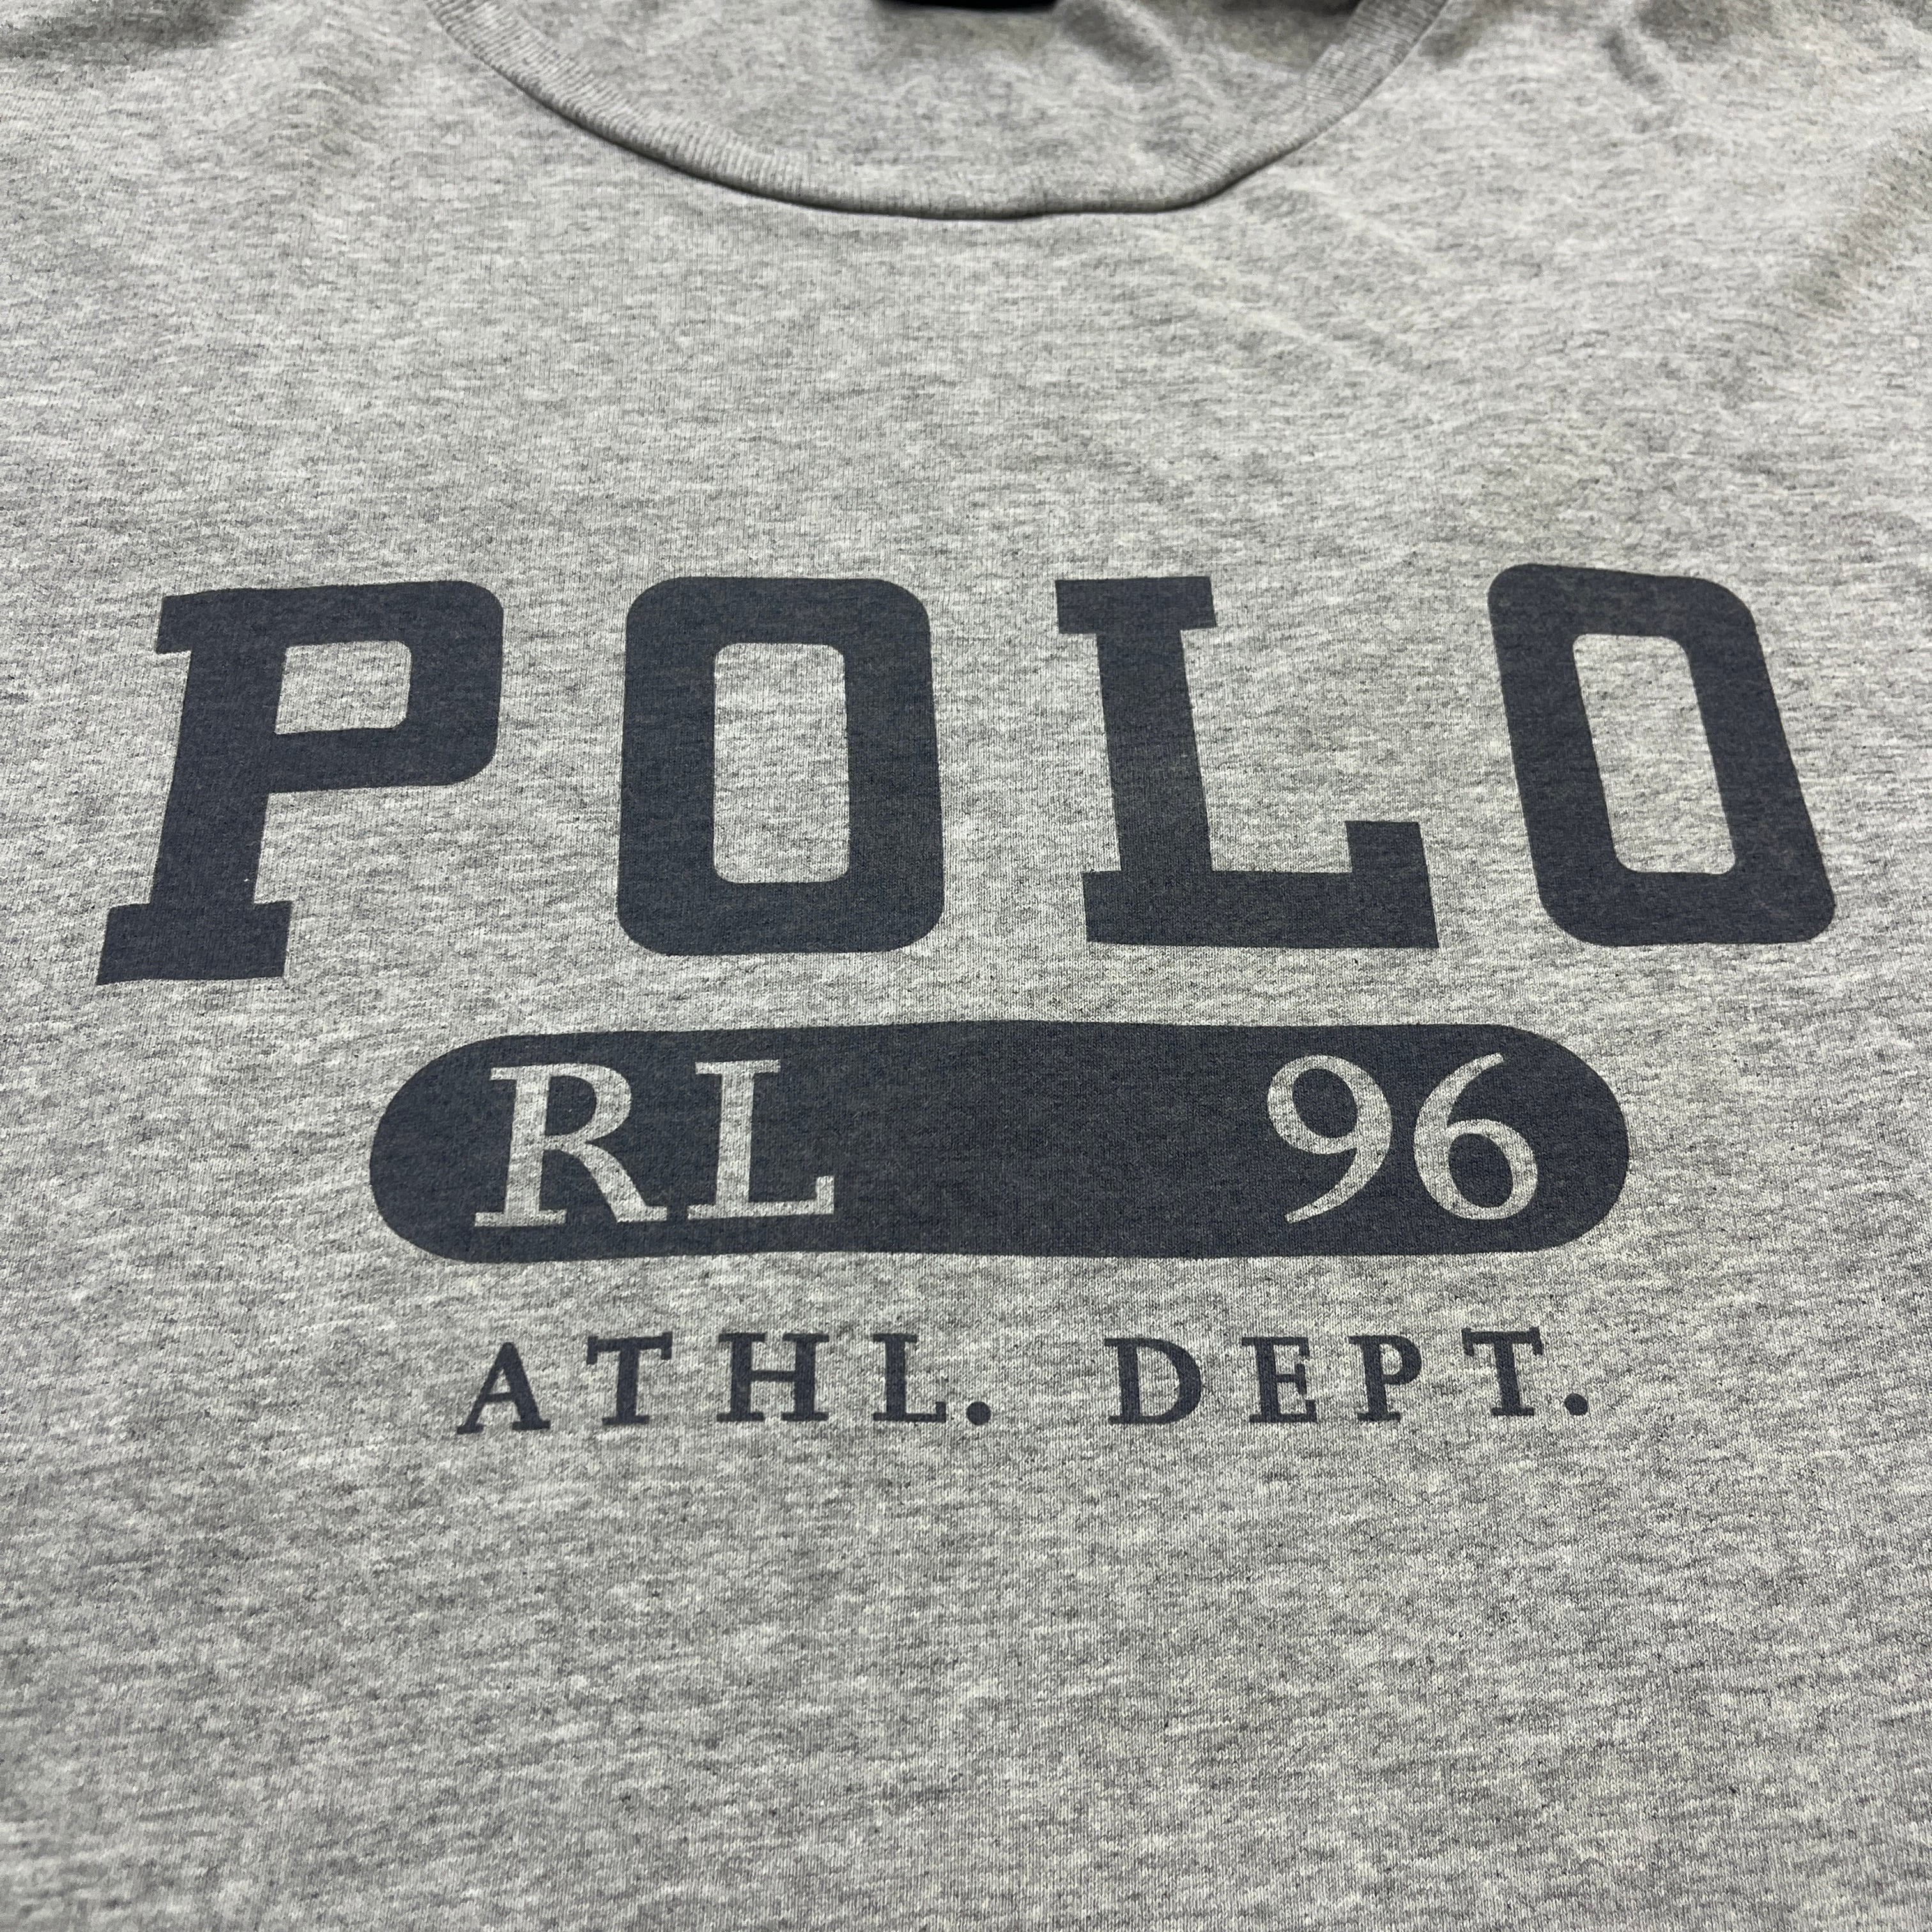 POLO
RL 96
ATHL. DEPT.